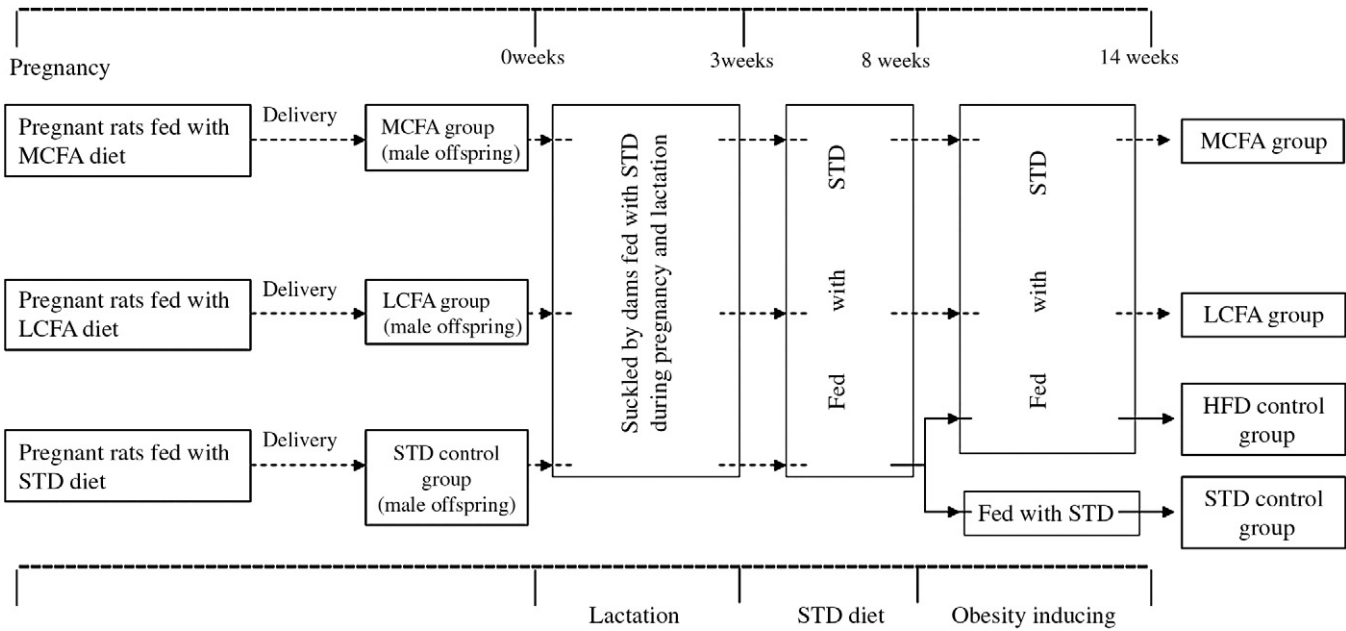 0weeks
3weeks
8 weeks
14 weeks
Pregnancy
Pregnant rats fed with
MCFA diet
Delivery
MCFA group
(male offspring)
Pregnant rats fed with
LCFA diet
Delivery
LCFA group
(male offspring)
Pregnant rats fed with
STD diet
Delivery
STD control
group
(male offspring)
Suckled by dams fed with STD
during pregnancy and lactation
Fed with STD
Fed with STD
Fed with STD
MCFA group
LCFA group
HFD control
group
STD control
group
Lactation
STD diet
Obesity inducing